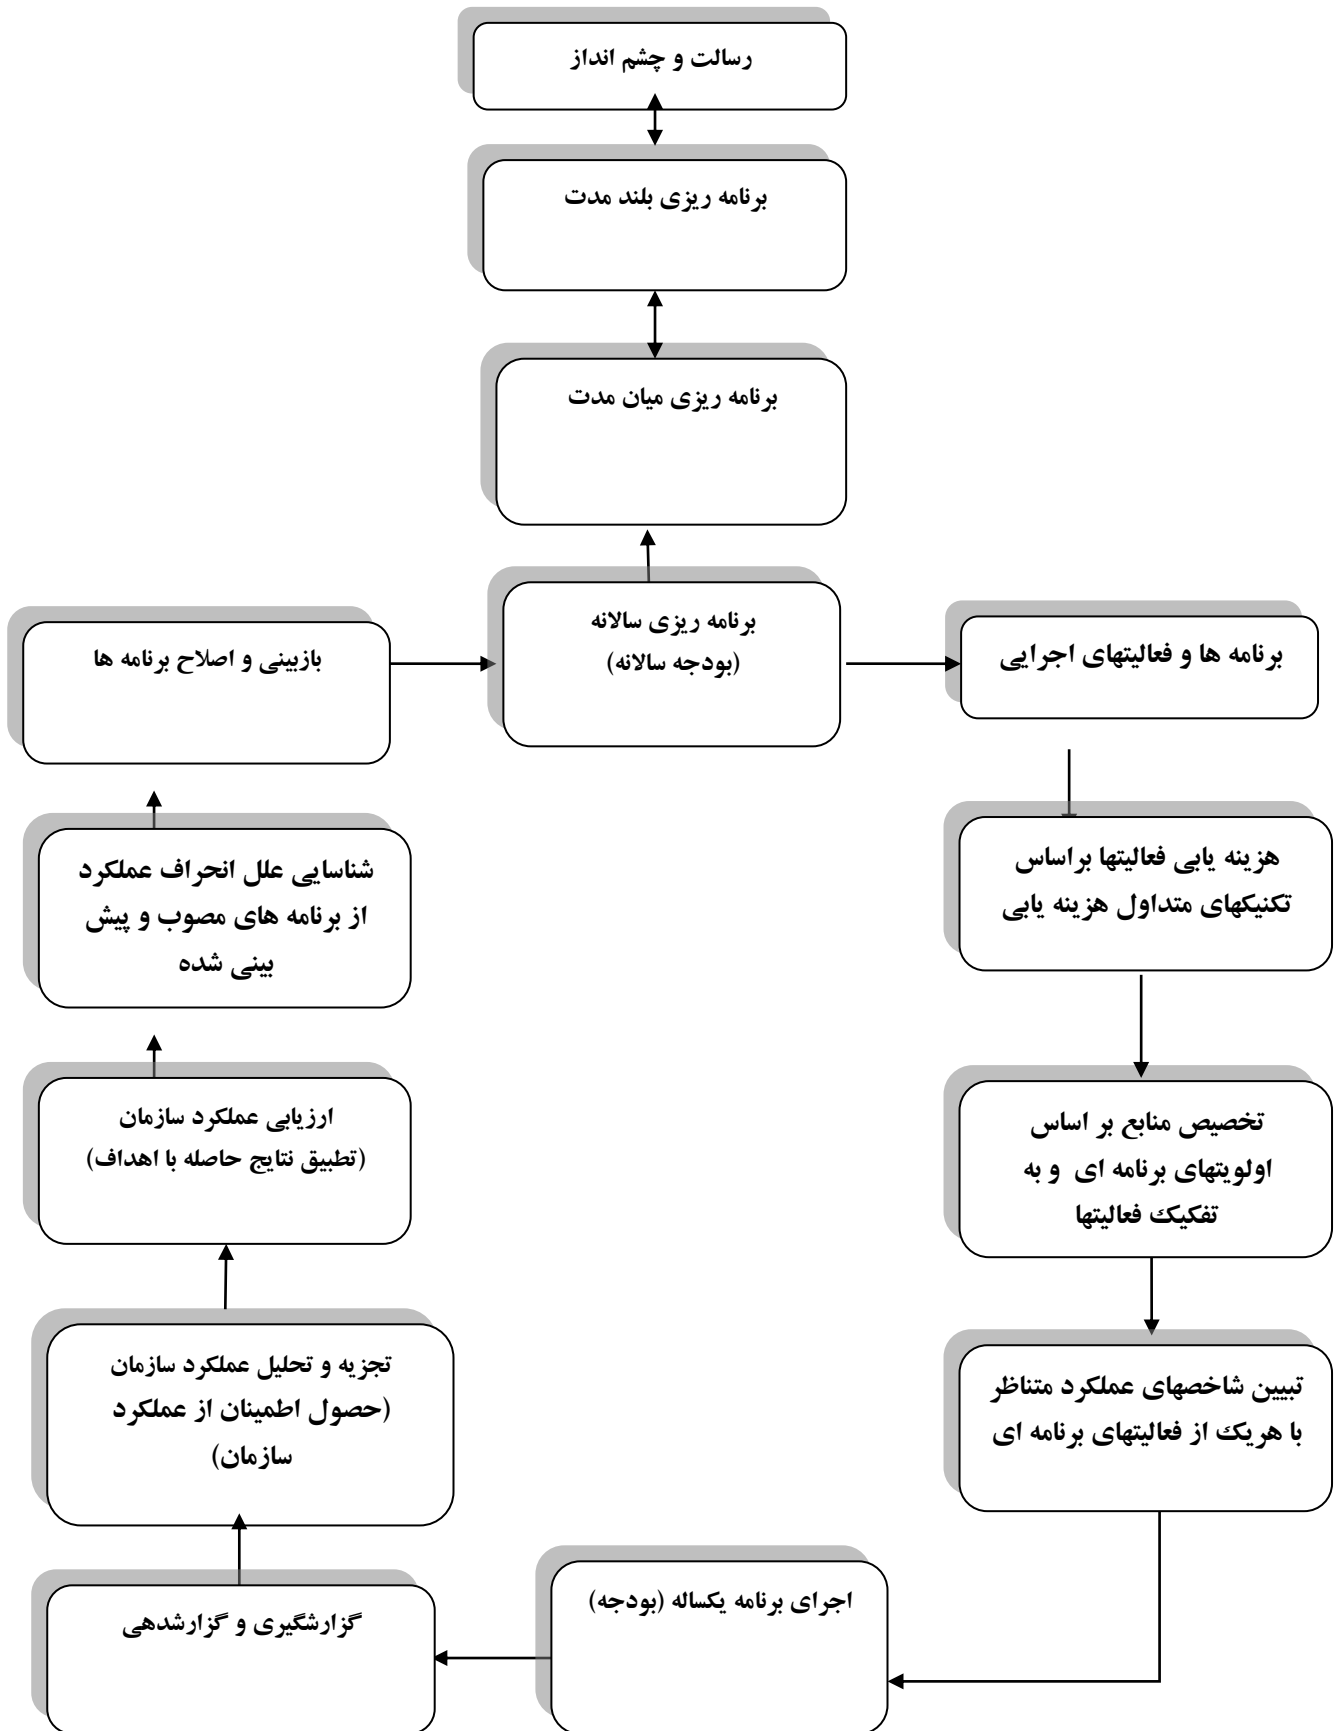 رسالت و چشم انداز
برنامه ریزی بلند مدت
برنامه ریزی میان مدت
برنامه ریزی سالانه
(بودجه سالانه)
برنامه ها و فعالیتهای اجرایی
هزینه یابی فعالیتها براساس
تکنیکهای متداول هزینه یابی
تخصیص منابع بر اساس
اولویتهای برنامه ای و به
تفکیک فعالیتها
تبیین شاخصهای عملکرد متناظر
با هریک از فعالیتهای برنامه ای
اجرای برنامه یکساله (بودجه)
گزارشگیری و گزارشدهی
تجزیه و تحلیل عملکرد سازمان
(حصول اطمینان از عملکرد
سازمان)
ارزیابی عملکرد سازمان
(تطبیق نتایج حاصله با اهداف)
شناسایی علل انحراف عملکرد
از برنامه های مصوب و پیش
بینی شده
بازبینی و اصلاح برنامه ها